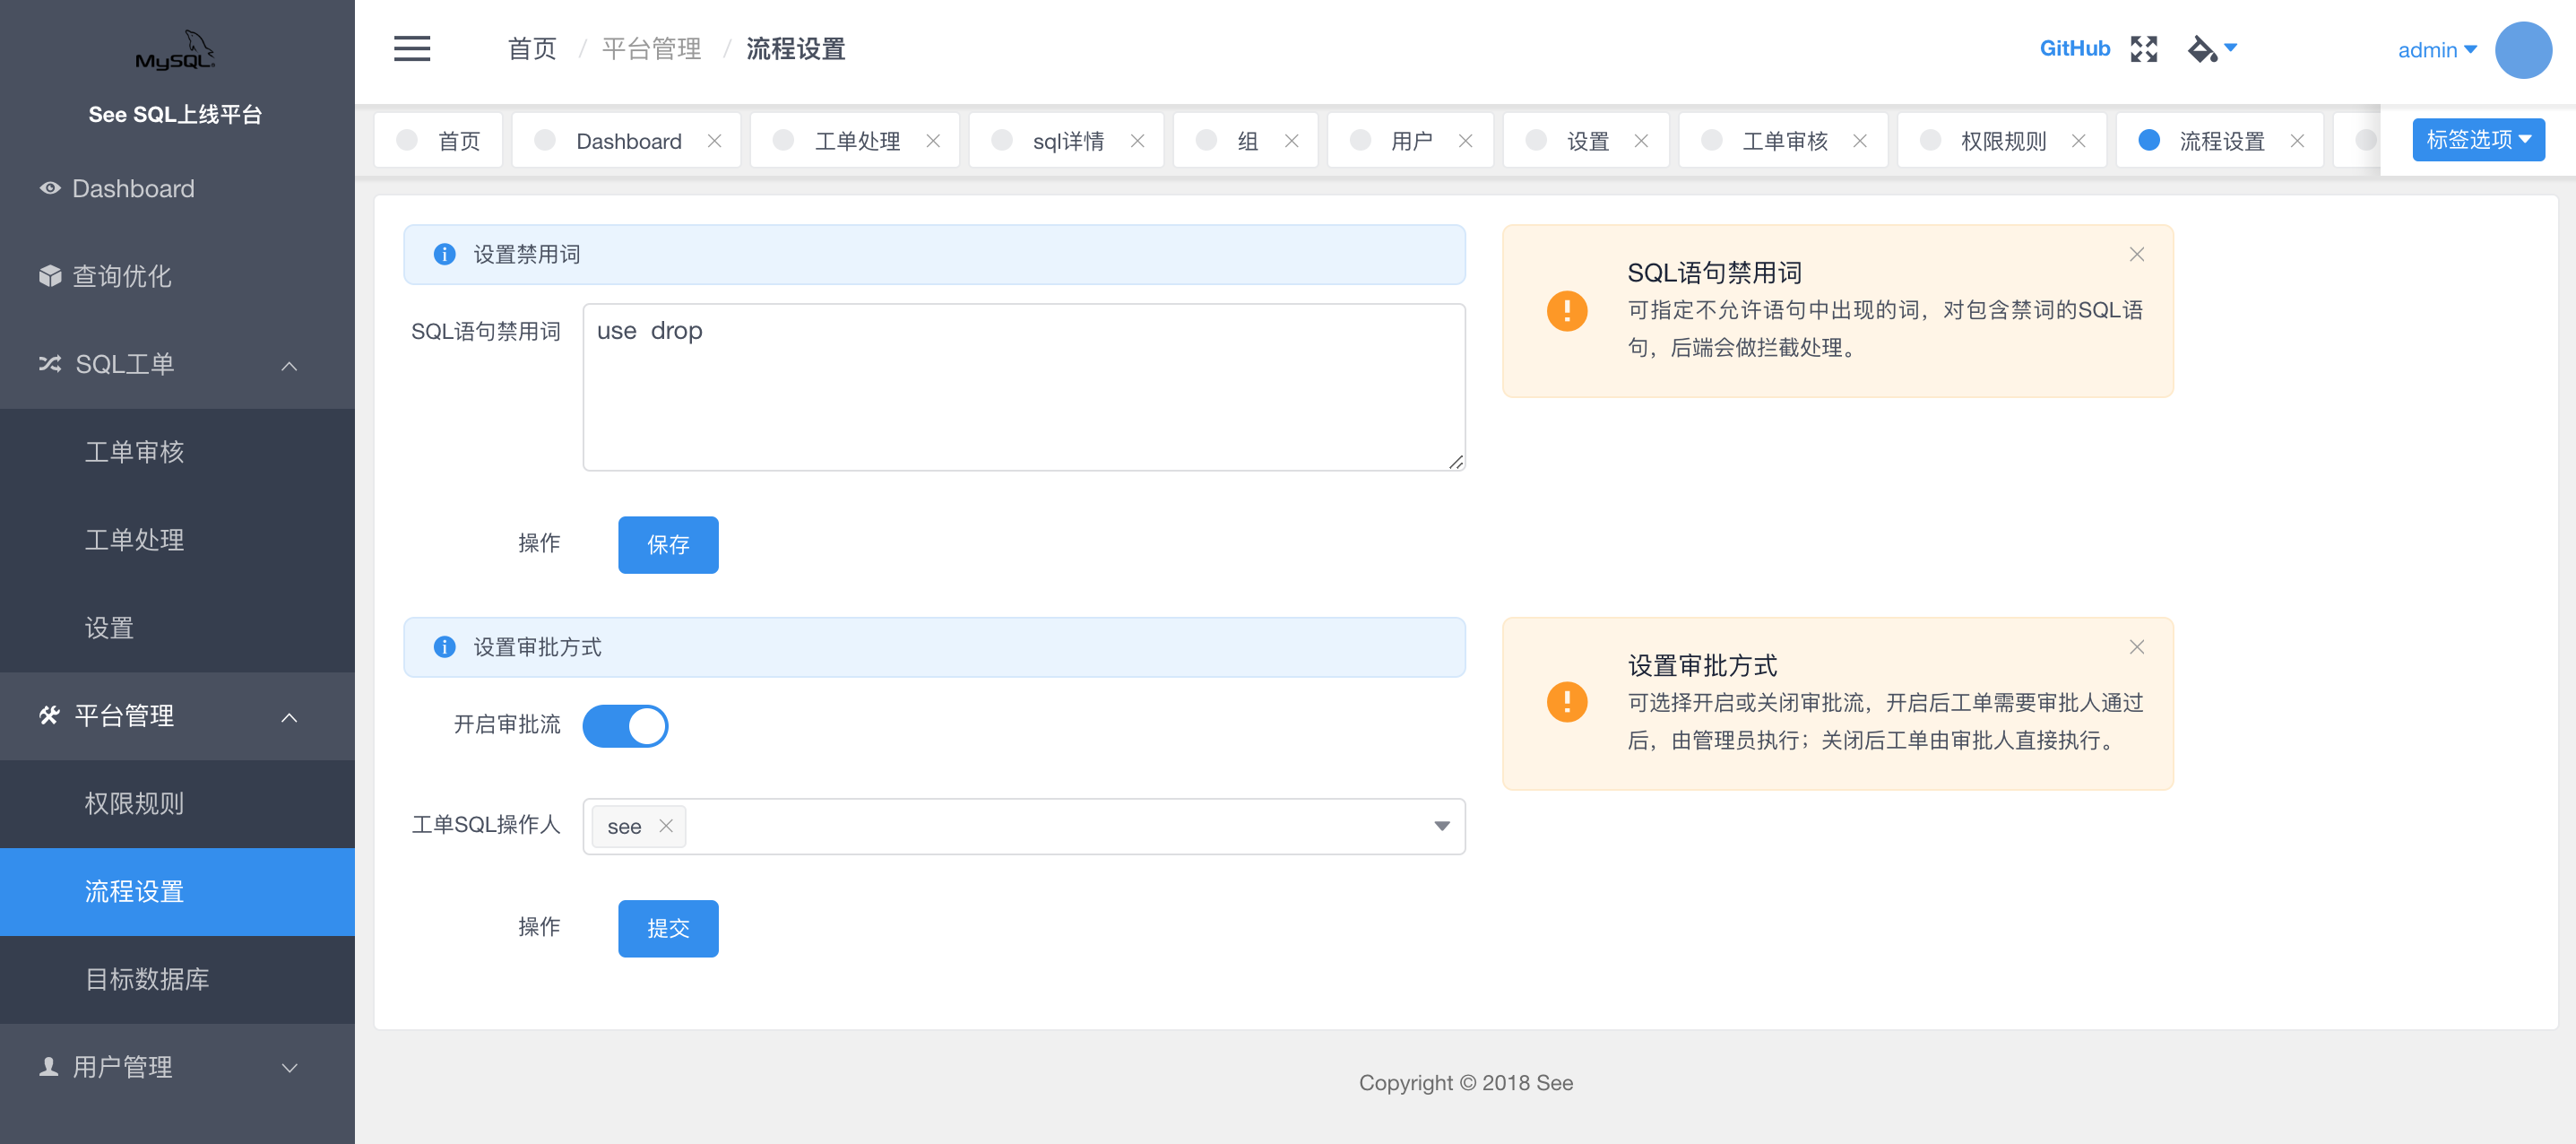 MySQL®
See SQL上线平台
Dashboard
查询优化
SQL工单
工单审核
工单处理
设置
平台管理
权限规则
流程设置
目标数据库
用户管理
首页 / 平台管理 / 流程设置
GitHub
admin
首页
Dashboard
工单处理
sql详情
组
用户
设置
工单审核
权限规则
流程设置
标签选项
设置禁用词
SQL语句禁用词
use drop
操作
保存
SQL语句禁用词
可指定不允许语句中出现的词，对包含禁词的SQL语
句，后端会做拦截处理。
设置审批方式
开启审批流
工单SQL操作人
see
操作
提交
设置审批方式
可选择开启或关闭审批流，开启后工单需要审批人通过
后，由管理员执行；关闭后工单由审批人直接执行。
Copyright © 2018 See